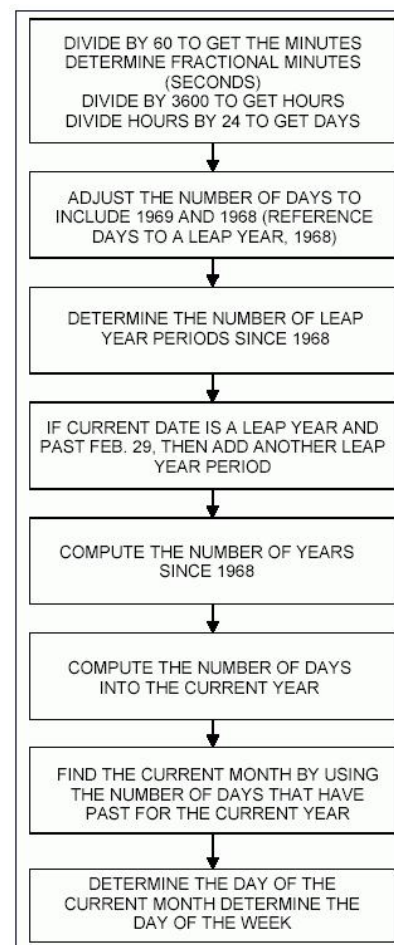 DIVIDE BY 60 TO GET THE MINUTES
DETERMINE FRACTIONAL MINUTES
(SECONDS)
DIVIDE BY 3600 TO GET HOURS
DIVIDE HOURS BY 24 TO GET DAYS
ADJUST THE NUMBER OF DAYS TO
INCLUDE 1969 AND 1968 (REFERENCE
DAYS TO A LEAP YEAR, 1968)
DETERMINE THE NUMBER OF LEAP
YEAR PERIODS SINCE 1968
IF CURRENT DATE IS A LEAP YEAR AND
PAST FEB. 29, THEN ADD ANOTHER LEAP
YEAR PERIOD
COMPUTE THE NUMBER OF YEARS
SINCE 1968
COMPUTE THE NUMBER OF DAYS
INTO THE CURRENT YEAR
FIND THE CURRENT MONTH BY USING
THE NUMBER OF DAYS THAT HAVE
PAST FOR THE CURRENT YEAR
DETERMINE THE DAY OF THE
CURRENT MONTH DETERMINE THE
DAY OF THE WEEK